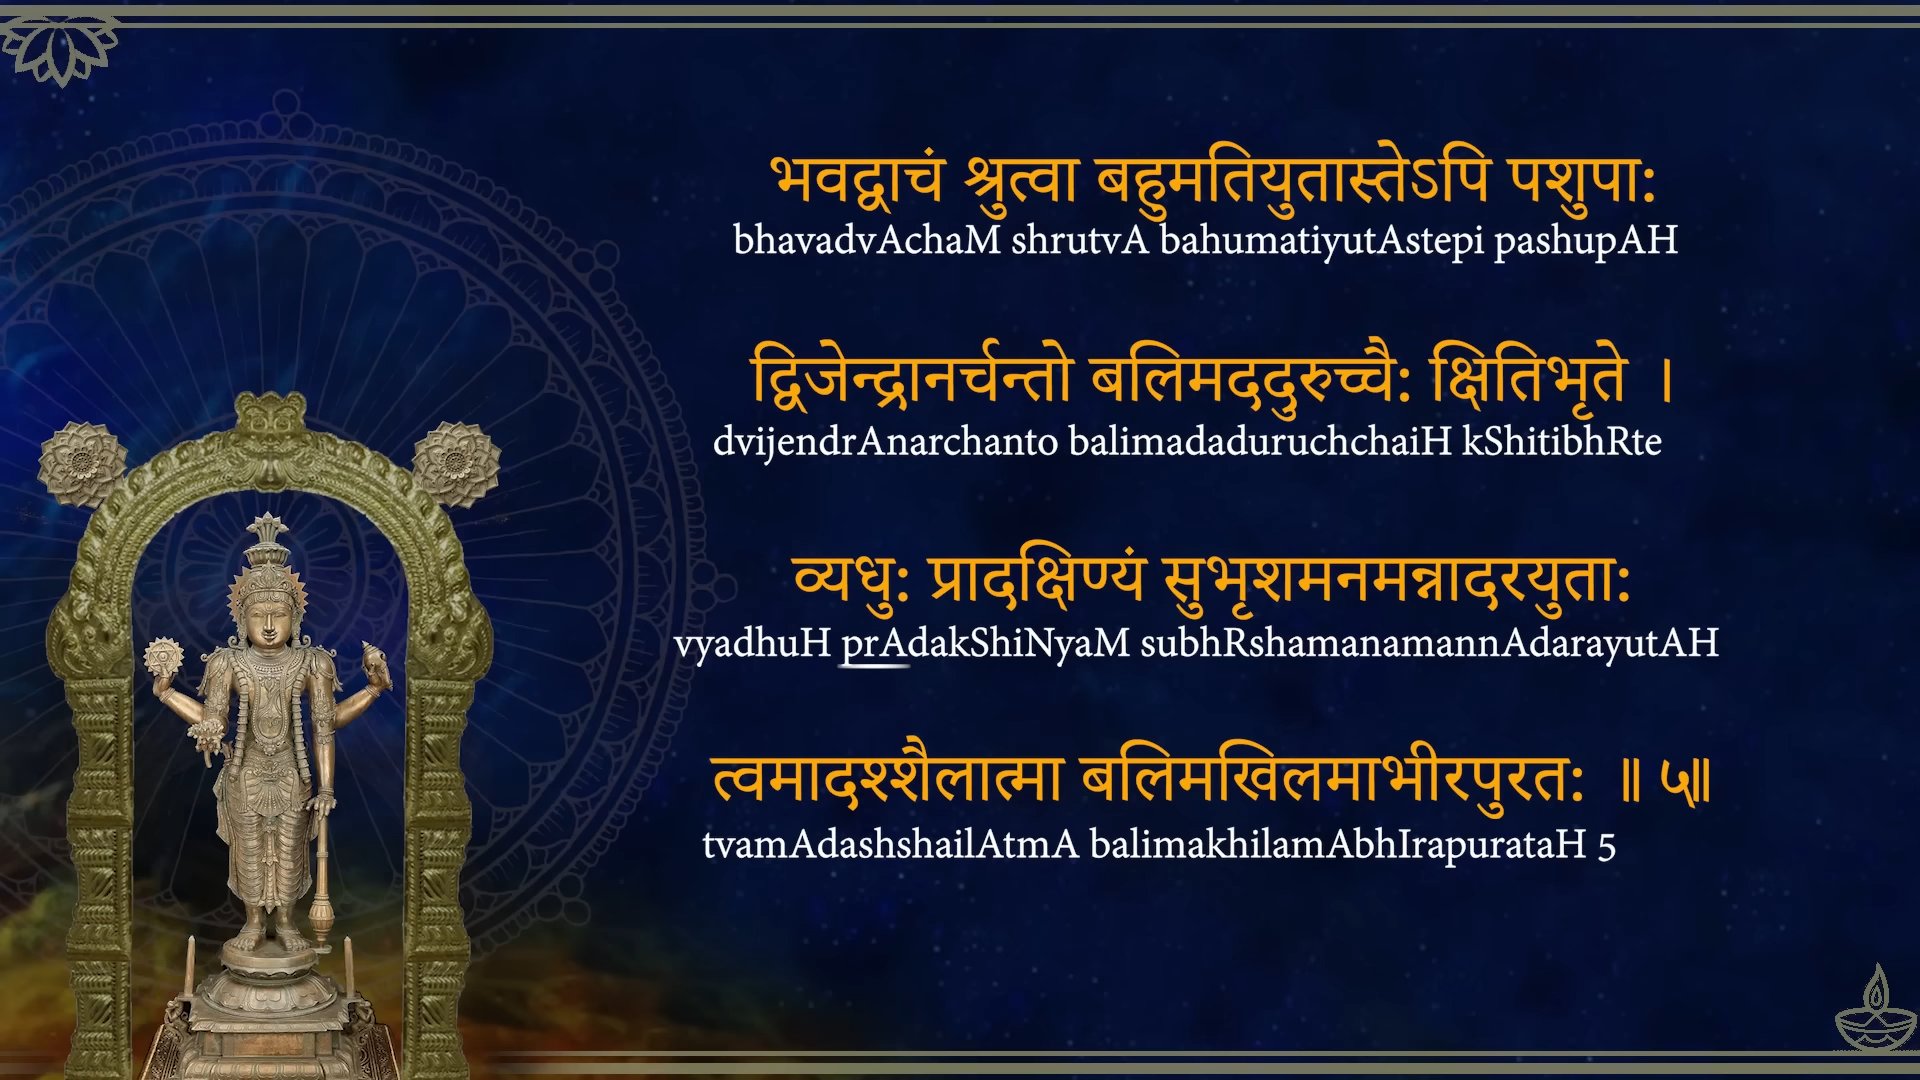 भवद्वाचं श्रुत्वा बहुमतियुतास्तेऽपि पशुपा:
bhavadvAchaM shrutvA bahumatiyutAstepi pashupAH
द्विजेन्द्रानर्चन्तो बलिमददुरुच्चै: क्षितिभृते ।
dvijendrAnarchanto balimadaduruchchaiH kShitibhRte
व्यधु: प्रादक्षिण्यं सुभृशमनमन्नादरयुता:
vyadhuH prAdakShiNyaM subhRshamanamannAdarayutAH
त्वमादश्शैलात्मा बलिमखिलमाभीरपुरत: ॥ ५॥
tvamAdashshailAtmA balimakhilamAbhIrapurataH 5